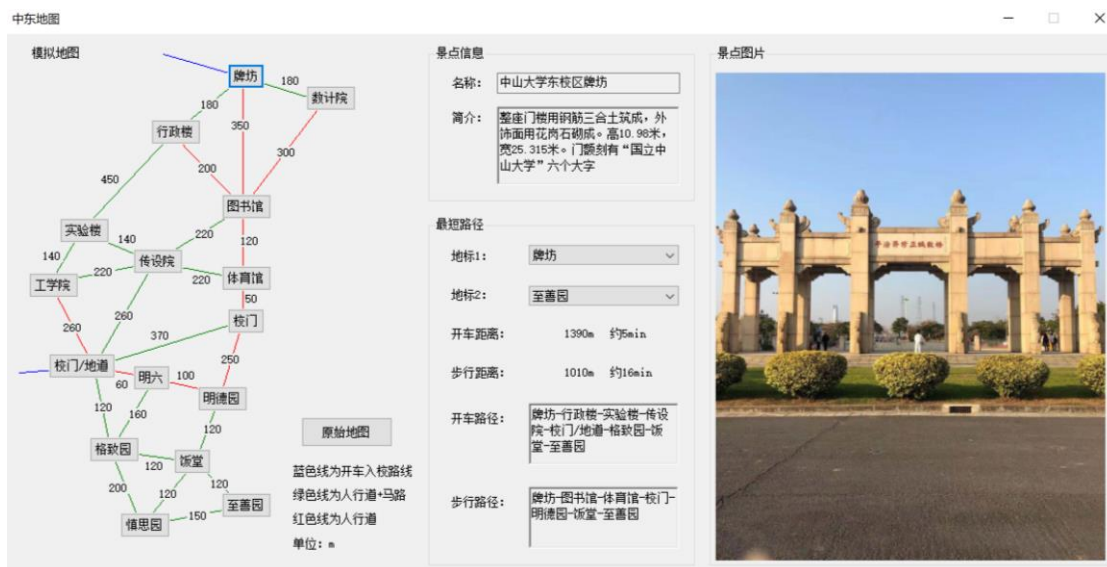 中东地图
模拟地图
牌坊
180
数计院
180
行政楼
350
300
200
450
图书馆
实验楼
140
220
120
传设院
140
220
220
体育馆
工学院
50
260
260
校门
370
校门/地道
250
60
明六
100
明德园
120
160
120
格致园
120
饭堂
200
120
120
至善园
慎思园
150
原始地图
蓝色线为开车入校路线
绿色线为人行道+马路
红色线为人行道
单位：m
景点信息
名称：
中山大学东校区牌坊
简介：
整座门楼用钢筋三合土筑成，外
饰面用花岗石砌成。高10.98米，
宽25.315米。门额刻有“国立中
山大学”六个大字
最短路径
地标1：
牌坊
地标2：
至善园
开车距离：
1390m 约5min
步行距离：
1010m 约16min
开车路径：
牌坊-行政楼-实验楼-传设
院-校门/地道-格致园-饭
堂-至善园
步行路径：
牌坊-图书馆-体育馆-校门-
明德园-饭堂-至善园
景点图片